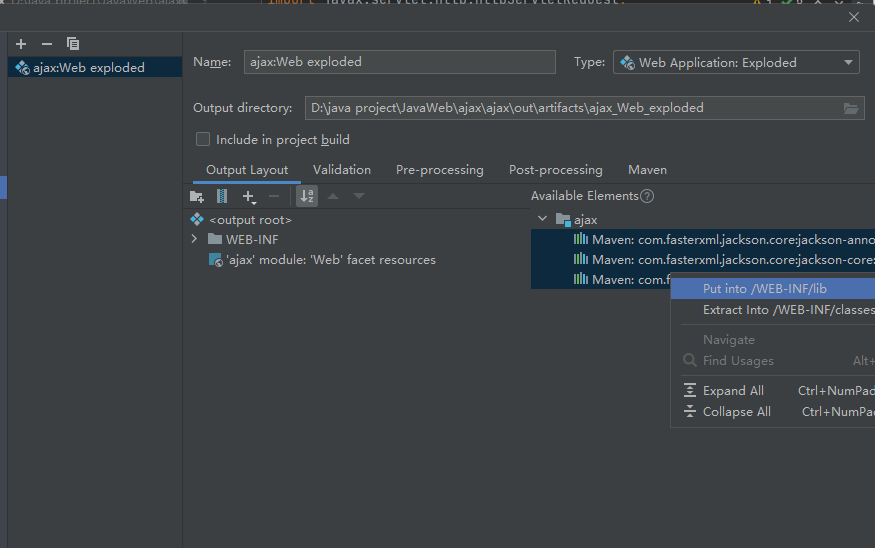 import javax.servlet.http.HttpServletRequest;
ajax:Web exploded
Name:
ajax:Web exploded
Type:
Web Application: Exploded
Output directory:
D:\java project\JavaWeb\ajax\ajax\out\artifacts\ajax_Web_exploded
Include in project build
Output Layout
Validation
Pre-processing
Post-processing
Maven
Available Elements
<output root>
ajax
WEB-INF
Maven: com.fasterxml.jackson.core:jackson-anno
'ajax' module: 'Web' facet resources
Maven: com.fasterxml.jackson.core:jackson-core:
Maven: com.f
Put into /WEB-INF/lib
Extract Into /WEB-INF/classes
Navigate
Find Usages Alt+
Expand All Ctrl+NumPad
Collapse All Ctrl+NumPad